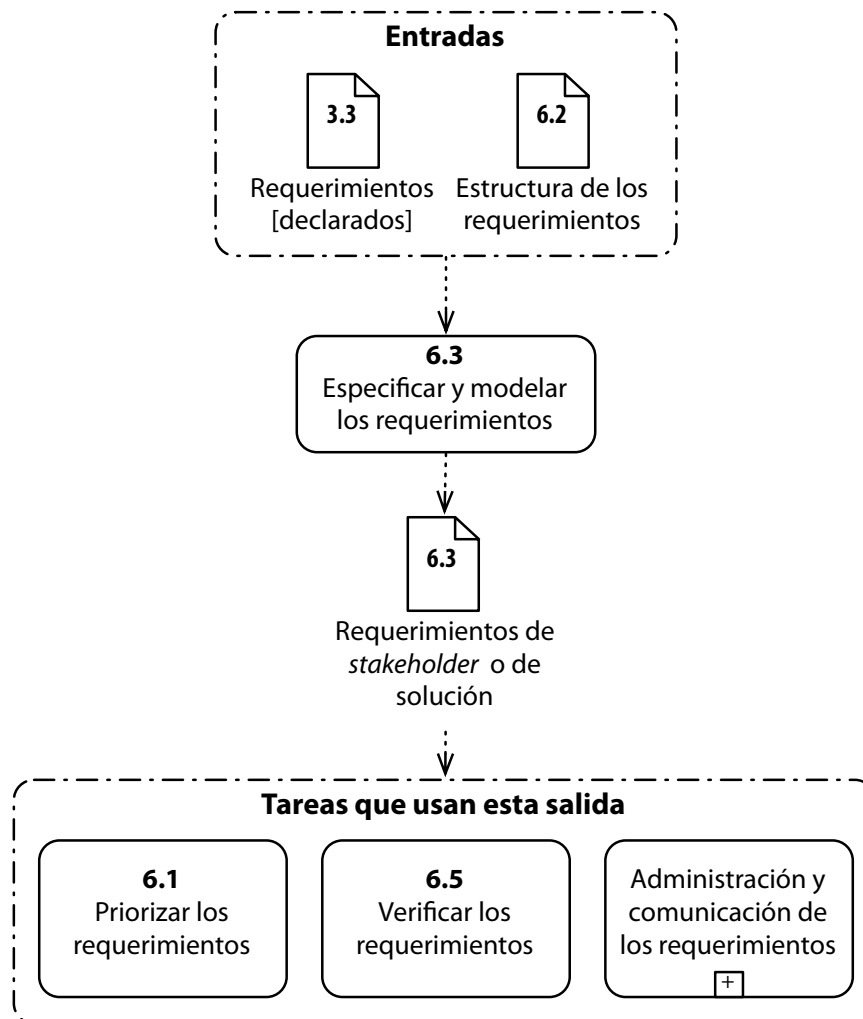 Entradas
3.3
6.2
Requerimientos
[declarados]
Estructura de los
requerimientos
6.3
Especificar y modelar
los requerimientos
6.3
Requerimientos de
stakeholder o de
solución
Tareas que usan esta salida
6.1
Priorizar los
requerimientos
6.5
Verificar los
requerimientos
Administración y
comunicación de
los requerimientos
+